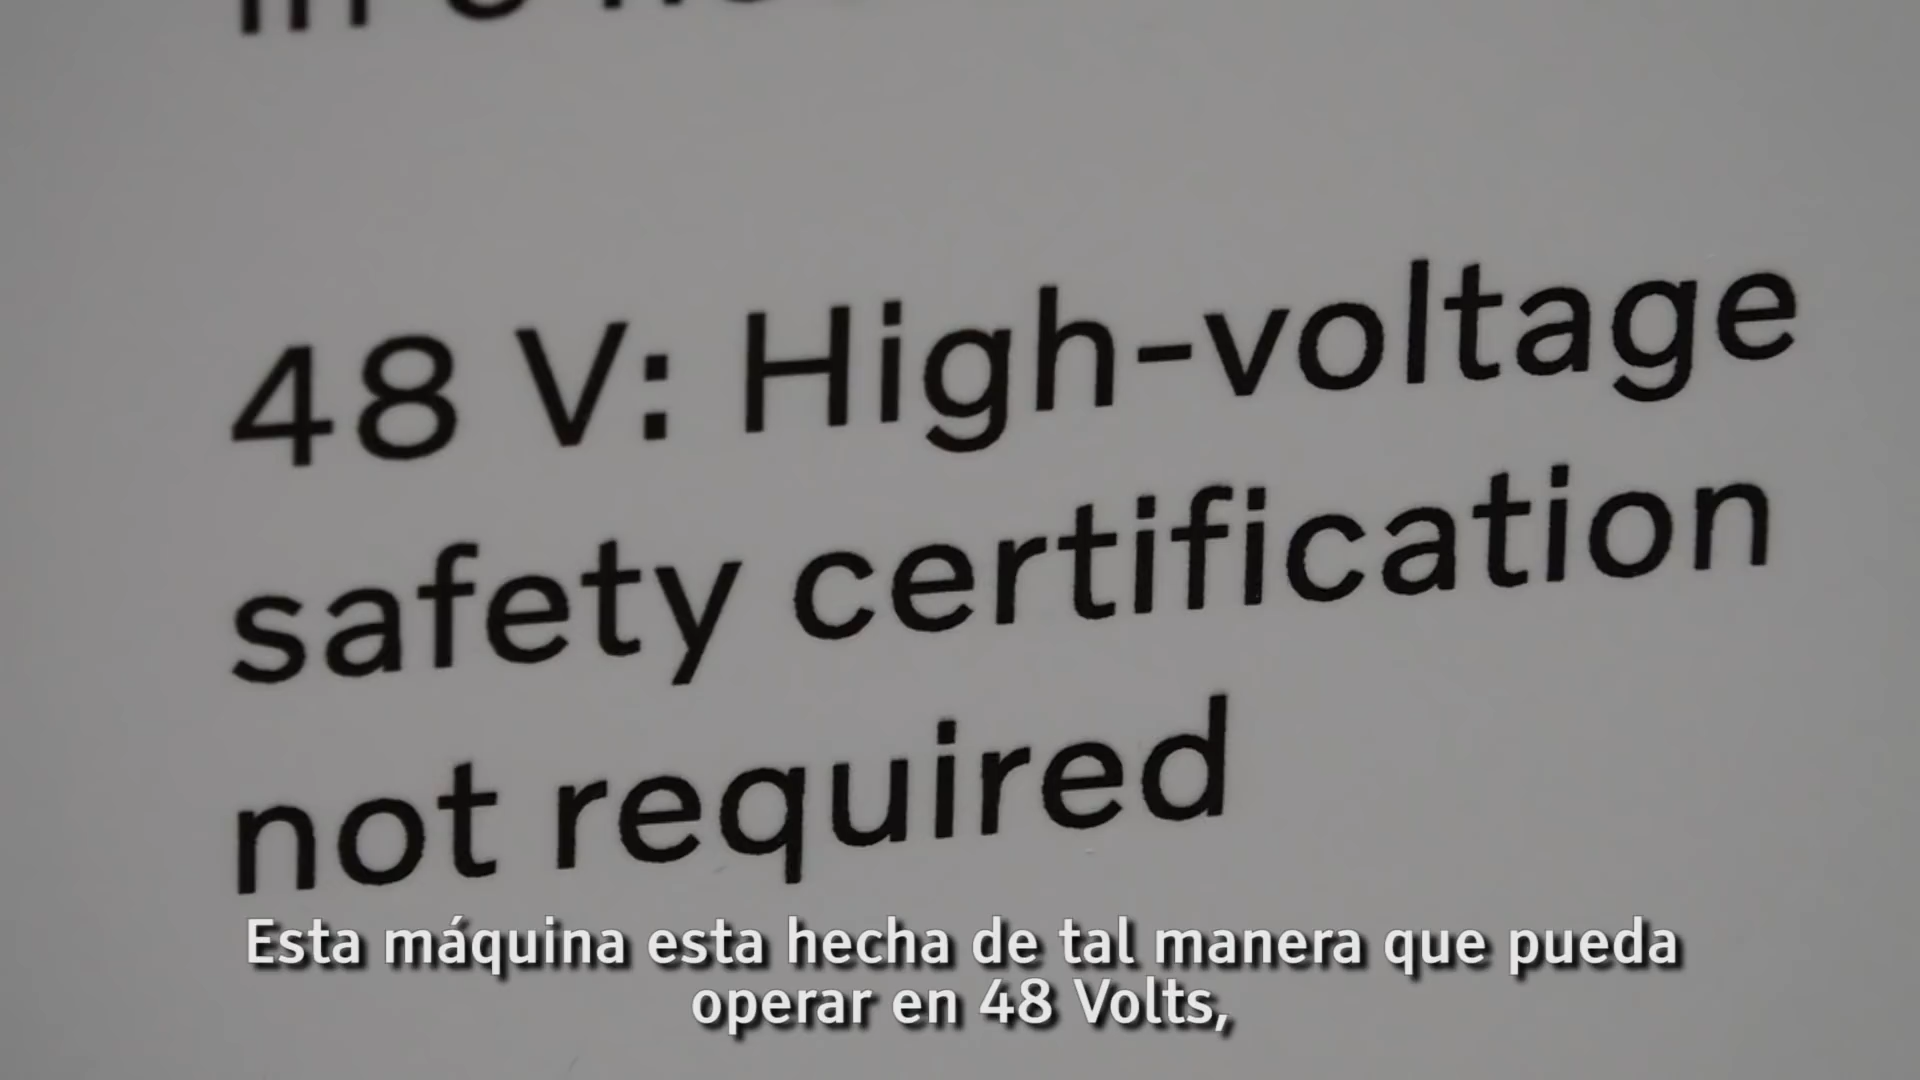 48 V: High-voltage
safety certification
not required
Esta máquina esta hecha de tal manera que pueda
operar en 48 Volts,